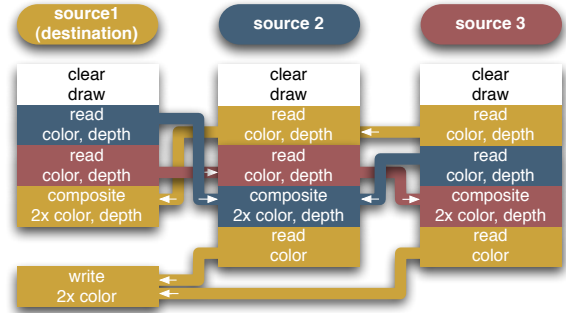 source1
(destination)
source 2
source 3
clear
draw
read
color, depth
read
color, depth
composite
2x color, depth
write
2x color
clear
draw
read
color, depth
read
color, depth
composite
2x color, depth
read
color
clear
draw
read
color, depth
read
color, depth
composite
2x color, depth
read
color